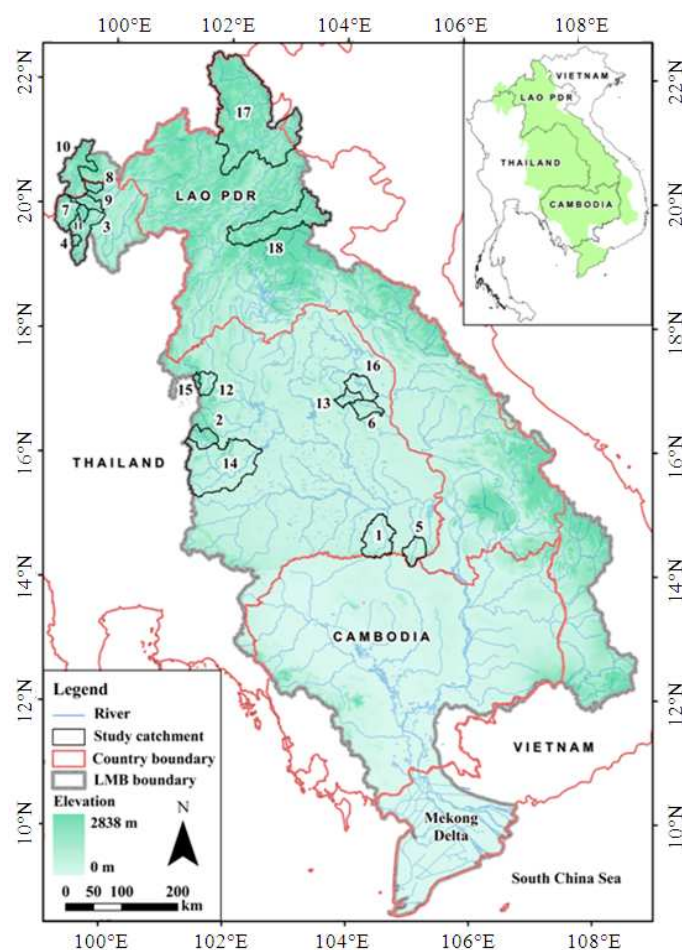 100°E 102°E 104°E 106°E 108°E
22°N
20°N
18°N
16°N
14°N
12°N
10°N
22°N
20°N
18°N
16°N
14°N
12°N
10°N
VIETNAM
LAO PDR
THAILAND
CAMBODIA
17
10
8
7
9
11
3
4
LAO PDR
18
15
12
16
13
6
2
14
THAILAND
1
5
CAMBODIA
VIETNAM
Mekong
Delta
South China Sea
Legend
River
Study catchment
Country boundary
LMB boundary
Elevation
2838 m
0 m
N
0 50 100 200
km
100°E 102°E 104°E 106°E 108°E